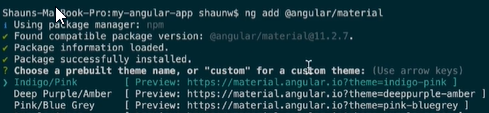 Shauns-MacBook-Pro:my-angular-app shaunw$ ng add @angular/material
i Using package manager: npm
✔ Found compatible package version: @angular/material@11.2.7.
✔ Package information loaded.
✔ Package successfully installed.
? Choose a prebuilt theme name, or "custom" for a custom theme: (Use arrow keys)
❯ Indigo/Pink [ Preview: https://material.angular.io?theme=indigo-pink ]
Deep Purple/Amber [ Preview: https://material.angular.io?theme=deeppurple-amber ]
Pink/Blue Grey [ Preview: https://material.angular.io?theme=pink-bluegrey ]